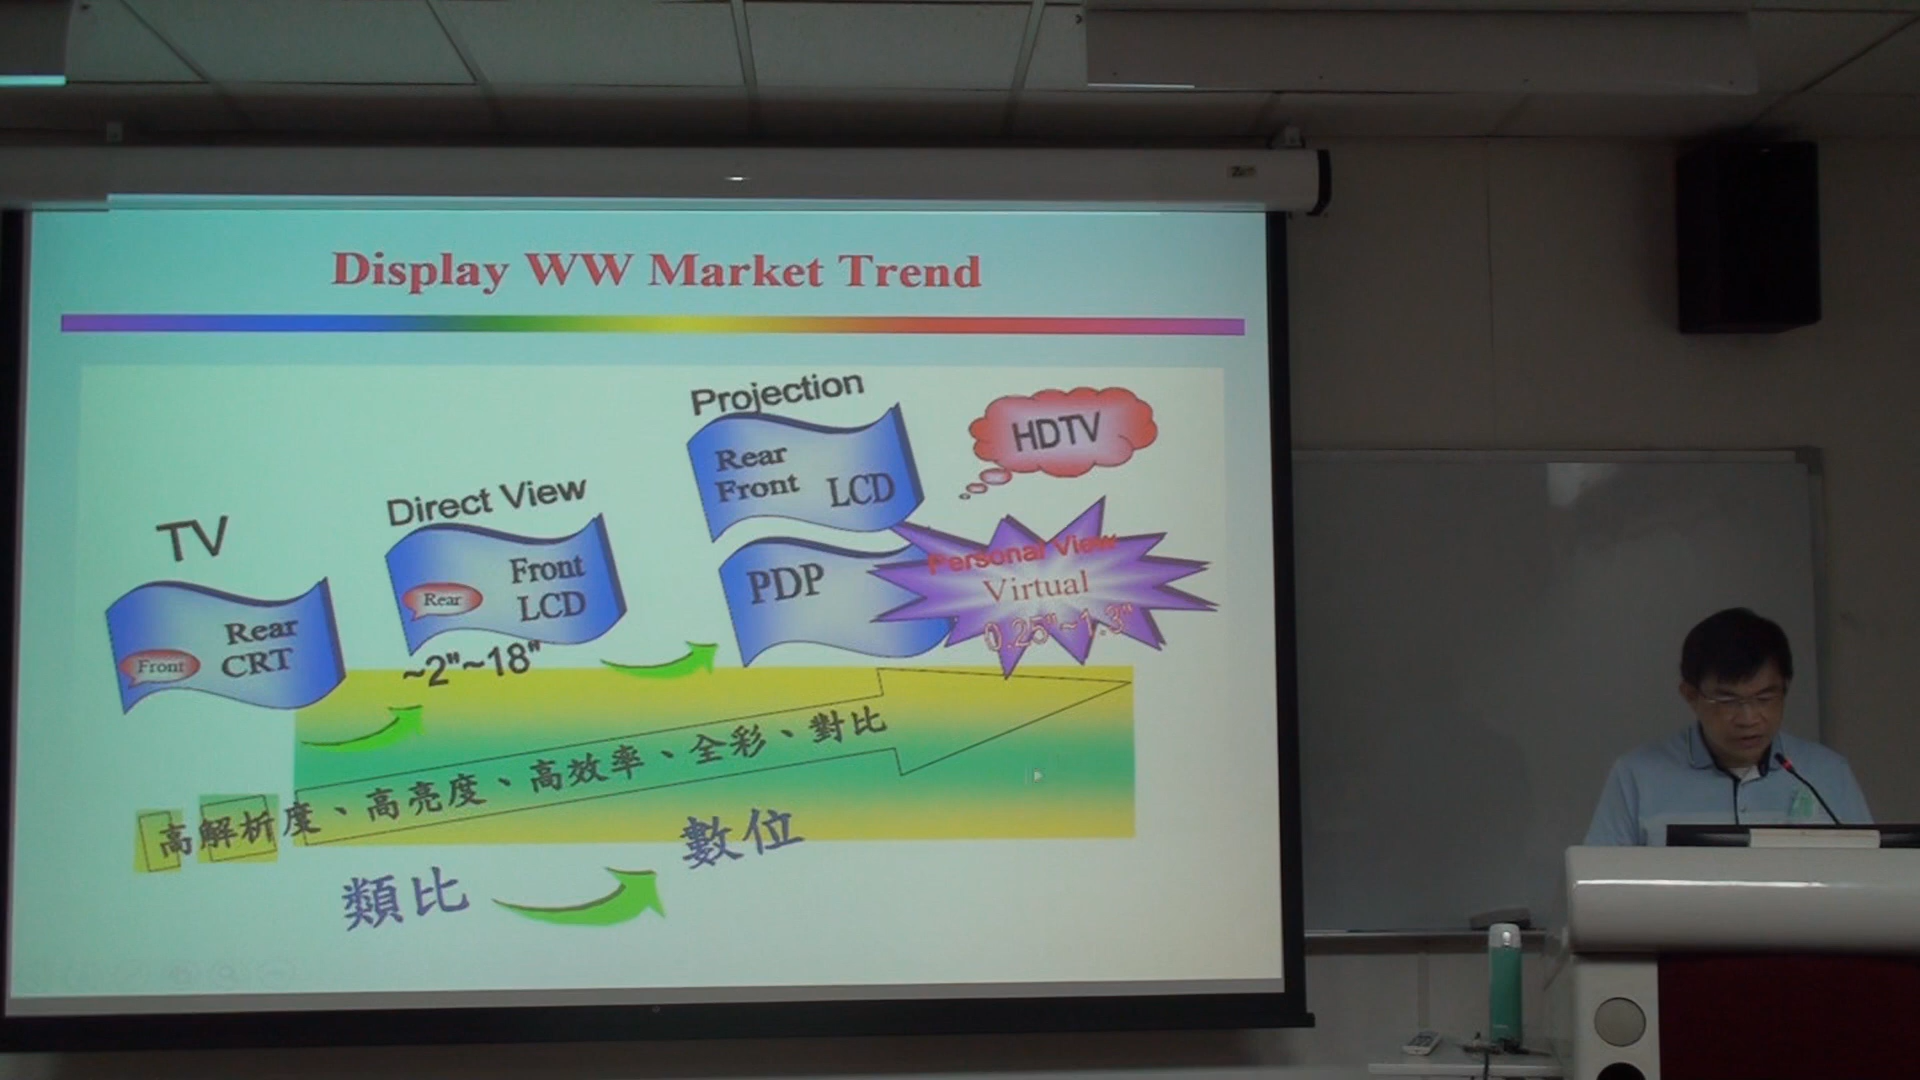 Display WW Market Trend
Projection
Rear
Front LCD
HDTV
Direct View
TV
Front
LCD
Rear
PDP
Personal View
Virtual
0.25"~1.3"
Rear
CRT
Front
~2"~18"
高解析度、高亮度、高效率、全彩、對比
類比
數位